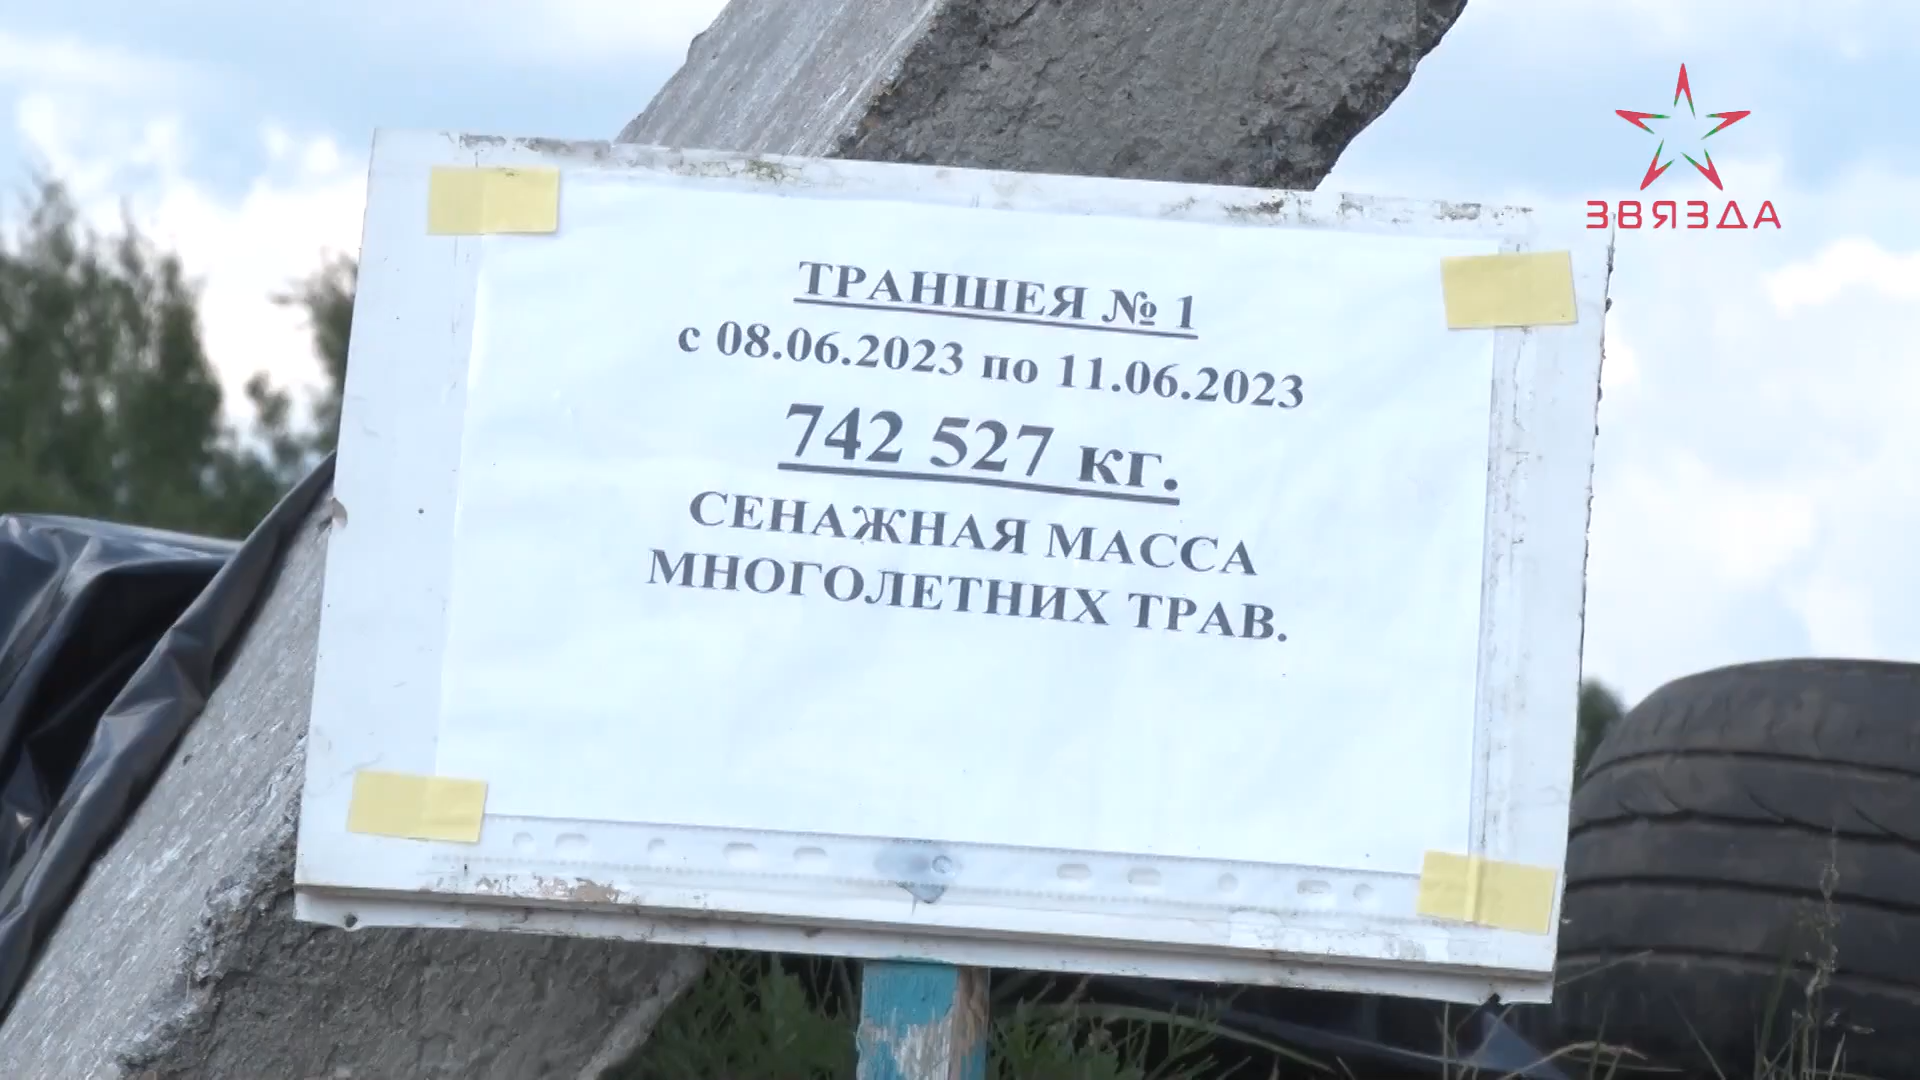 ЗВЯЗДА
ТРАНШЕЯ № 1
с 08.06.2023 по 11.06.2023
742 527 кг.
СЕНАЖНАЯ МАССА
МНОГОЛЕТНИХ ТРАВ.